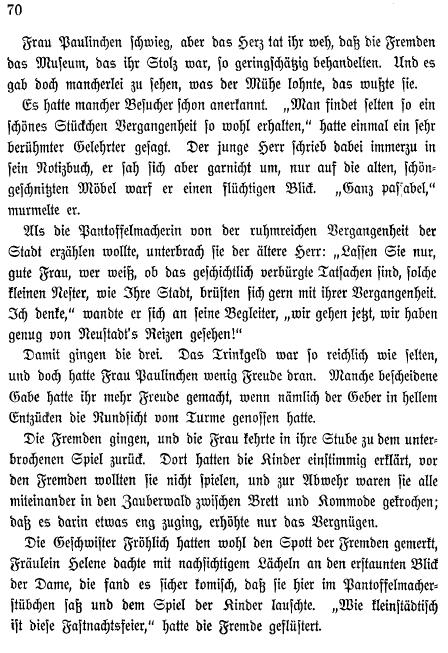 70
Frau Paulinchen schwieg, aber das Herz tat ihr weh, daß die Fremden
das Museum, das ihr Stolz war, so geringschätzig behandelten. Und es
gab doch mancherlei zu sehen, was der Mühe lohnte, das wußte sie.
Es hatte mancher Besucher schon anerkannt. „Man findet selten so ein
schönes Stückchen Vergangenheit so wohl erhalten,“ hatte einmal ein sehr
berühmter Gelehrter gesagt. Der junge Herr schrieb dabei immerzu in
sein Notizbuch, er sah sich aber garnicht um, nur auf die alten, schön-
geschnitzten Möbel warf er einen flüchtigen Blick. „Ganz passabel,“
murmelte er.
Als die Pantoffelmacherin von der ruhmreichen Vergangenheit der
Stadt erzählen wollte, unterbrach sie der ältere Herr: „Lassen Sie nur,
gute Frau, wer weiß, ob das geschichtlich verbürgte Tatsachen sind, solche
kleinen Nester, wie Ihre Stadt, brüsten sich gern mit ihrer Vergangenheit.
Ich denke,“ wandte er sich an seine Begleiter, „wir gehen jetzt, wir haben
genug von Neustadt's Reizen gesehen!“
Damit gingen die drei. Das Trinkgeld war so reichlich wie selten,
und doch hatte Frau Paulinchen wenig Freude dran. Manche bescheidene
Gabe hatte ihr mehr Freude gemacht, wenn nämlich der Geber in hellem
Entzücken die Rundsicht vom Turme genossen hatte.
Die Fremden gingen, und die Frau kehrte in ihre Stube zu dem unter-
brochenen Spiel zurück. Dort hatten die Kinder einstimmig erklärt, vor
den Fremden wollten sie nicht spielen, und zur Abwehr waren sie alle
miteinander in den Zauberwald zwischen Brett und Kommode gekrochen;
daß es darin etwas eng zuging, erhöhte nur das Vergnügen.
Die Geschwister Fröhlich hatten wohl den Spott der Fremden gemerkt,
Fräulein Helene dachte mit nachsichtigem Lächeln an den erstaunten Blick
der Dame, die fand es sicher komisch, daß sie hier im Pantoffelmacher-
stübchen saß und dem Spiel der Kinder lauschte. „Wie kleinstädtisch
ist diese Fastnachtsfeier,“ hatte die Fremde geflüstert.